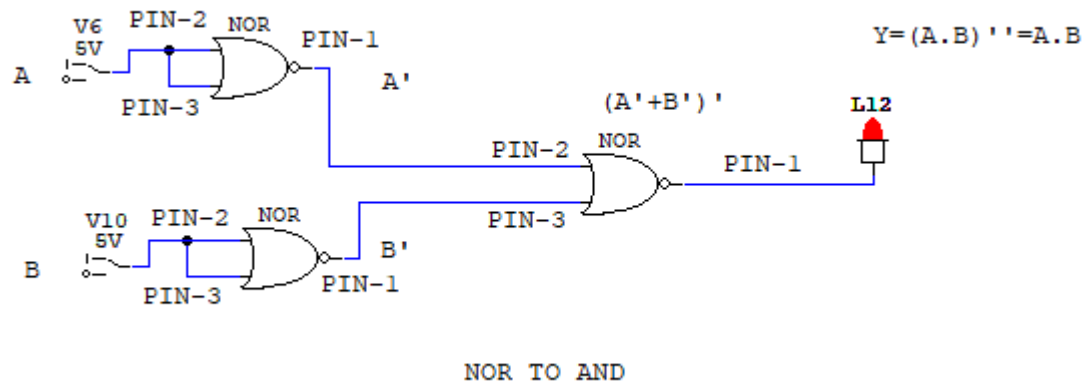 V6
5V
PIN-2
NOR
PIN-1
Y=(A.B)''=A.B
A
A'
PIN-3
(A'+B')'
L12
PIN-2
NOR
PIN-1
V10
5V
PIN-2
NOR
PIN-3
B
B'
PIN-3
PIN-1
NOR TO AND